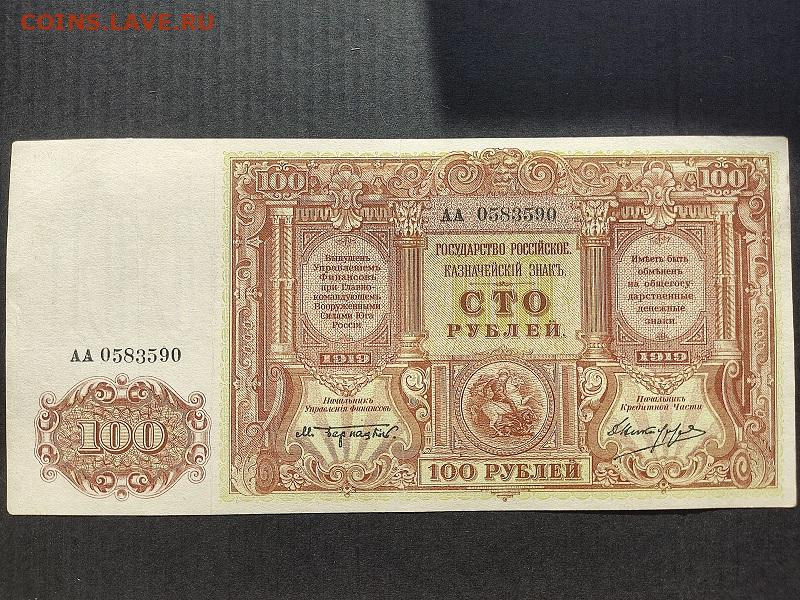 COINS.LAVE.RU
100
100
АА 0583590
ГОСУДАРСТВО РОССІЙСКОЕ.
КАЗНАЧЕЙСКІЙ ЗНАКЪ.
СТО
РУБЛЕЙ.
Выпущенъ
Управленіемъ
Финансовъ
при Главно-
командующемъ
Вооруженными
Силами Юга
Россіи
1919
Имѣетъ быть
обмѣненъ
на общегосу-
дарственные
денежные
знаки.
1919
АА 0583590
100
Начальникъ
Управленія Финансовъ
М. Бернацкій
Начальникъ
Кредитной Части
100 РУБЛЕЙ